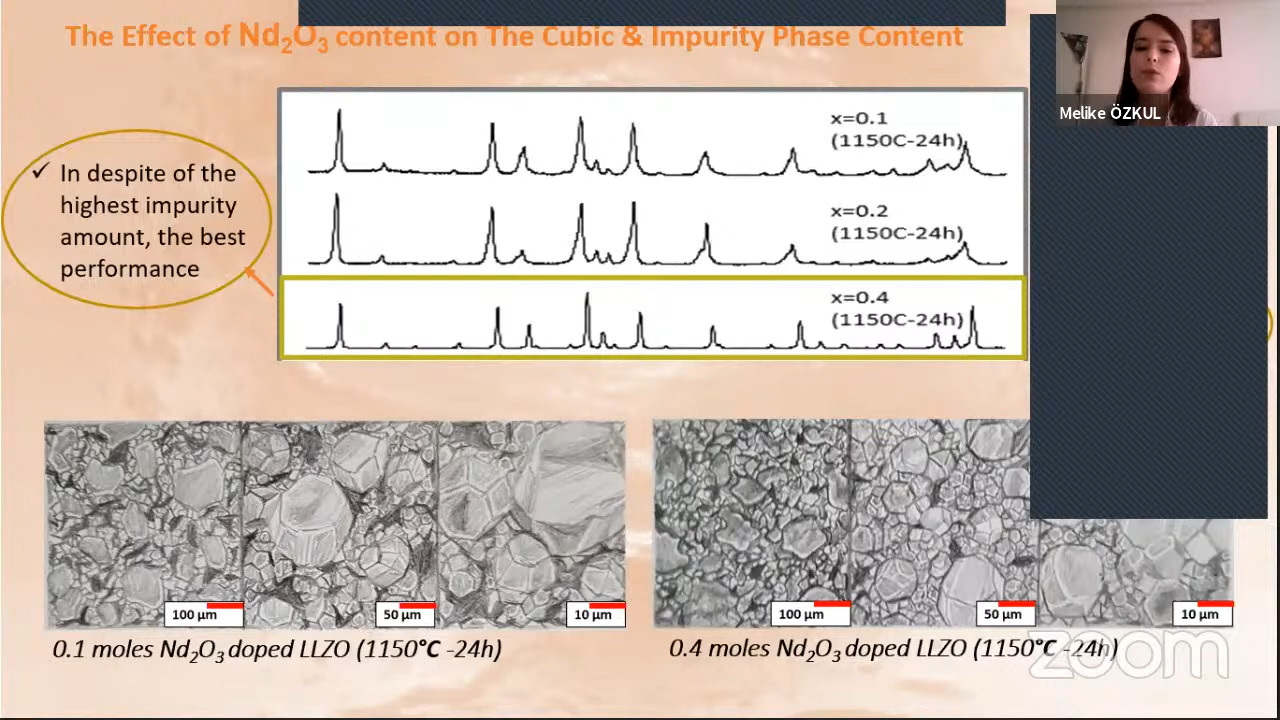 The Effect of Nd₂O₃ content on The Cubic & Impurity Phase Content
Melike ÖZKUL
✓ In despite of the
highest impurity
amount, the best
performance
x=0.1
(1150C-24h)
x=0.2
(1150C-24h)
x=0.4
(1150C-24h)
100 µm
50 µm
10 µm
100 µm
50 µm
10 µm
0.1 moles Nd₂O₃ doped LLZO (1150°C -24h)
0.4 moles Nd₂O₃ doped LLZO (1150°C -24h)
zoom